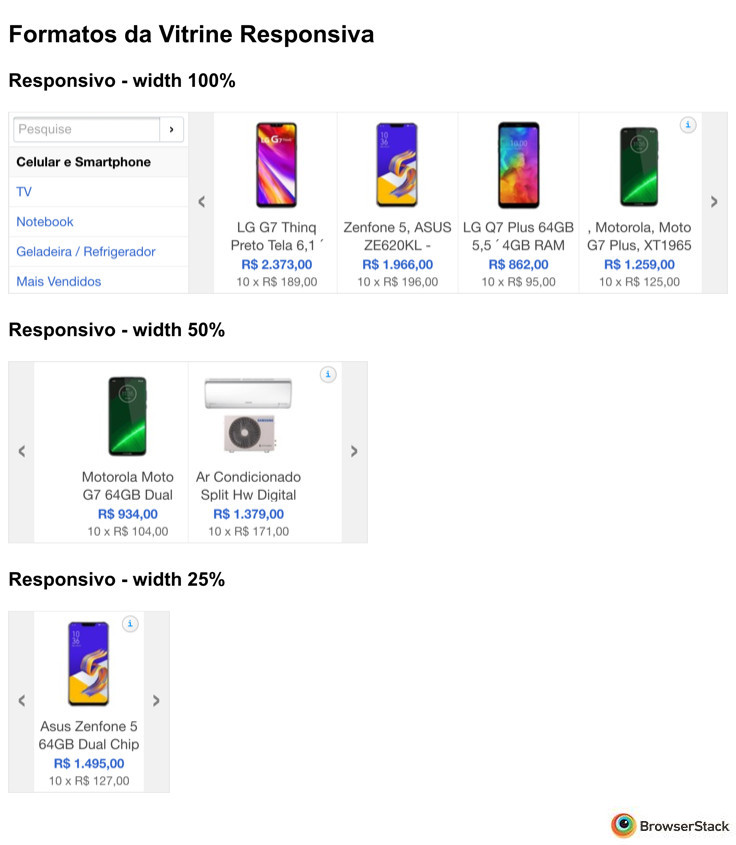 Formatos da Vitrine Responsiva
Responsivo - width 100%
Pesquise
Celular e Smartphone
TV
Notebook
Geladeira / Refrigerador
Mais Vendidos
LG G7 Thinq
Preto Tela 6,1 ´
R$ 2.373,00
10 x R$ 189,00
Zenfone 5, ASUS
ZE620KL -
R$ 1.966,00
10 x R$ 196,00
LG Q7 Plus 64GB
5,5 ´ 4GB RAM
R$ 862,00
10 x R$ 95,00
, Motorola, Moto
G7 Plus, XT1965
R$ 1.259,00
10 x R$ 125,00
Responsivo - width 50%
Motorola Moto
G7 64GB Dual
R$ 934,00
10 x R$ 104,00
Ar Condicionado
Split Hw Digital
R$ 1.379,00
10 x R$ 171,00
Responsivo - width 25%
Asus Zenfone 5
64GB Dual Chip
R$ 1.495,00
10 x R$ 127,00
BrowserStack